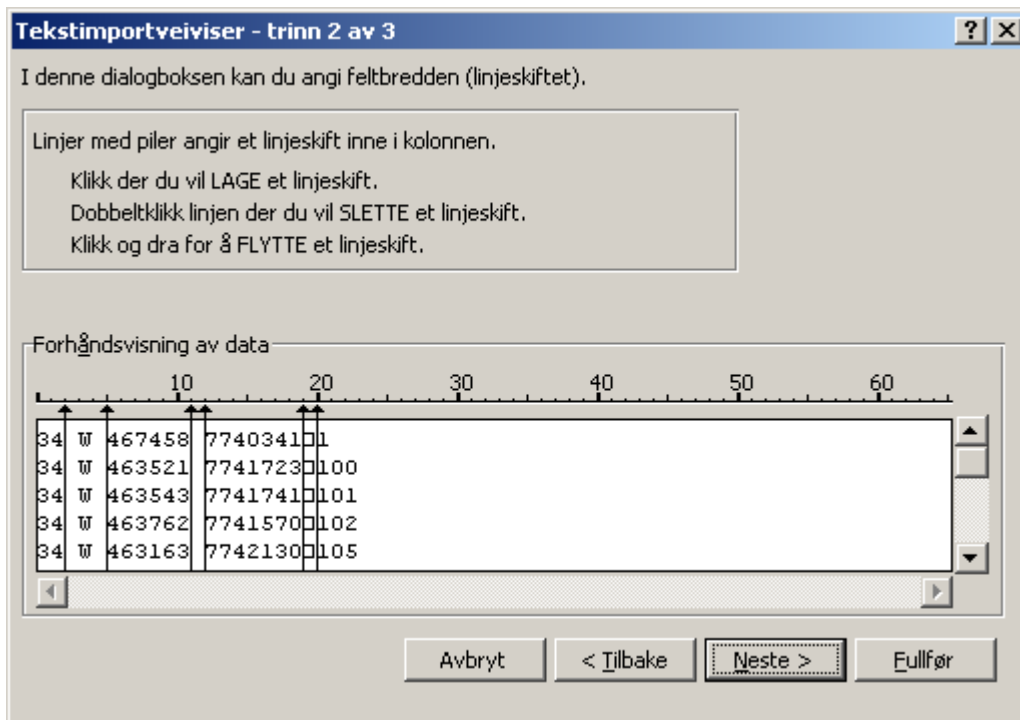 Tekstimportveiviser - trinn 2 av 3
I denne dialogboksen kan du angi feltbredden (linjeskiftet).
Linjer med piler angir et linjeskift inne i kolonnen.
Klikk der du vil LAGE et linjeskift.
Dobbeltklikk linjen der du vil SLETTE et linjeskift.
Klikk og dra for å FLYTTE et linjeskift.
Forhåndsvisning av data
10 20 30 40 50 60
34 W 467458 7740341□1
34 W 463521 7741723□100
34 W 463543 7741741□101
34 W 463762 7741570□102
34 W 463163 7742130□105
Avbryt < Tilbake Neste > Fullfør